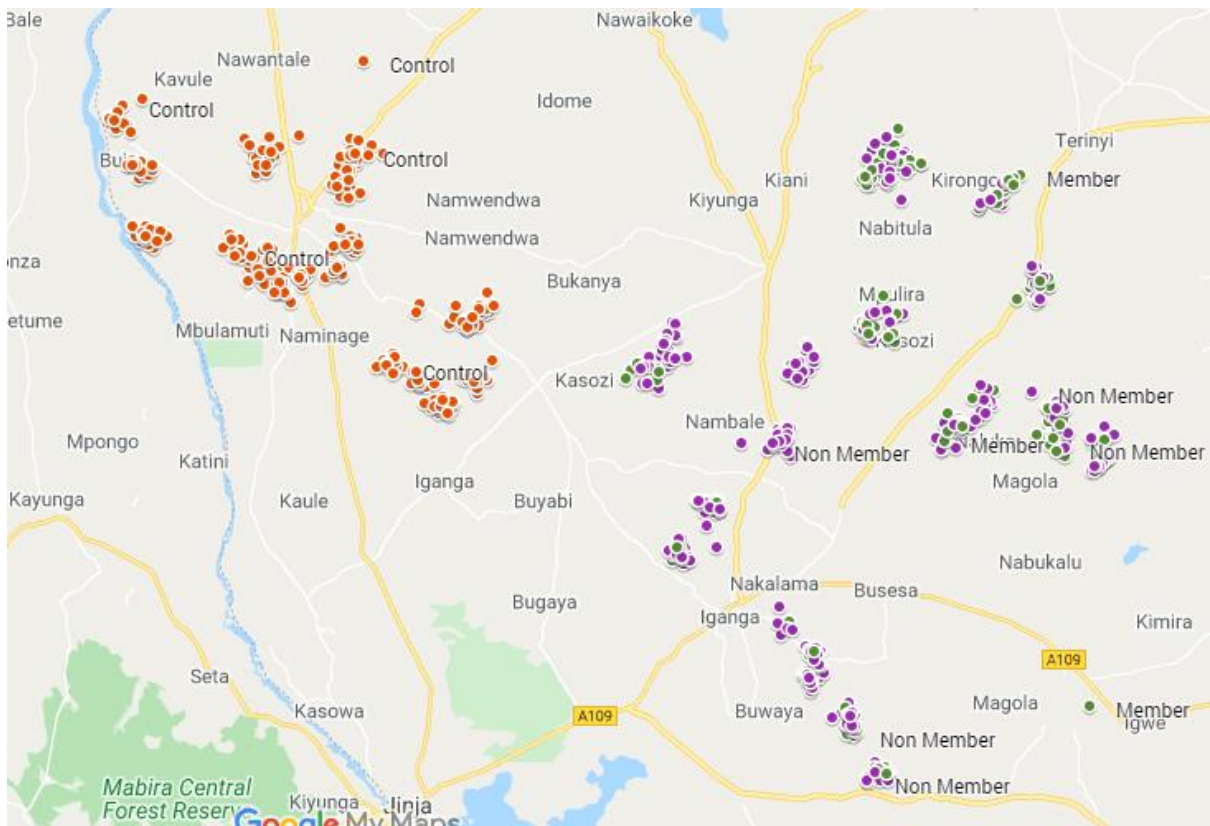 Bale
Nawaikoke
Nawantale
Control
Kavule
Control
Idome
Terinyi
Control
Kiani
Kirongo
Member
Namwendwa
Kiyunga
Nabitula
Namwendwa
Control
Bukanya
Mbulamuti
Naminage
Kasozi
Control
Non Member
Nambale
Non Member
Member
Non Member
Mpongo
Katini
Iganga
Magola
Kayunga
Kaule
Buyabi
Nabukalu
Nakalama
Busesa
Bugaya
Iganga
Kimira
A109
Seta
Kasowa
Buwaya
Magola
Member
Igwe
A109
Non Member
Mabira Central
Forest Reserve
Kiyunga
Jinja
Non Member
Google My Maps